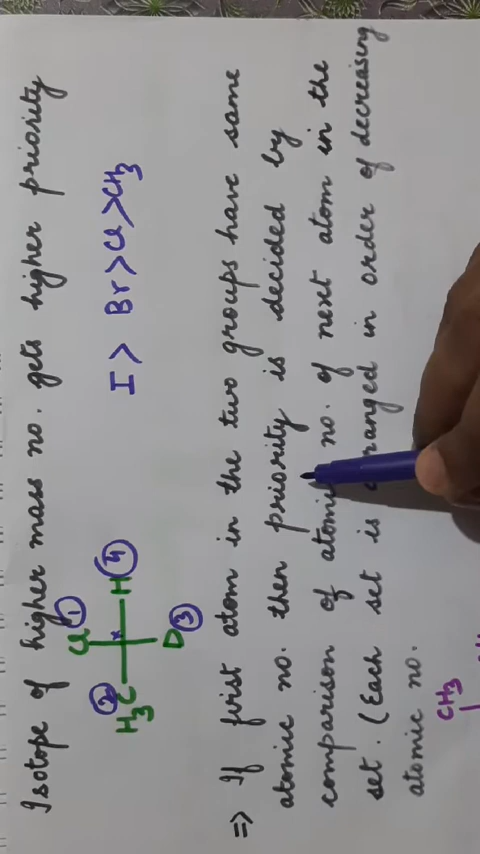 Isotope of higher mass no. gets higher priority
Cl ①
② H3C H ④
D ③
I > Br > Cl > CH3
=> If first atom in the two groups have same
atomic no. then priority is decided by
comparison of atomic no. of next atom in the
set. (Each set is arranged in order of decreasing
atomic no.
CH3